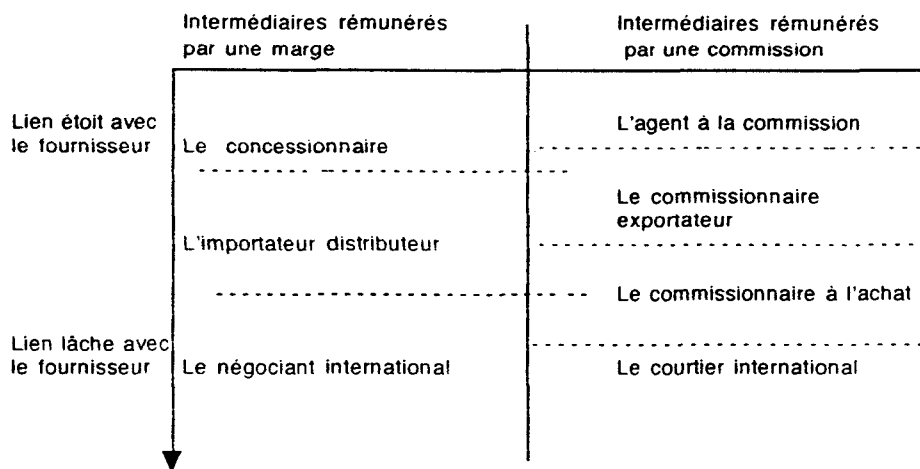 Intermédiaires rémunérés
par une marge
Intermédiaires rémunérés
par une commission
Lien étoit avec
le fournisseur
Le concessionnaire
L'agent à la commission
Le commissionnaire
exportateur
L'importateur distributeur
Le commissionnaire à l'achat
Lien lâche avec
le fournisseur
Le négociant international
Le courtier international